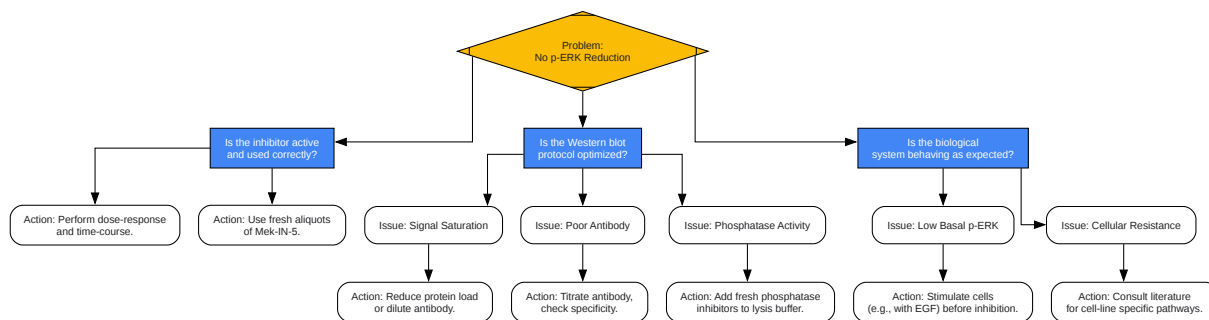 Problem:
No p-ERK Reduction
Is the inhibitor active
and used correctly?
Is the Western blot
protocol optimized?
Is the biological
system behaving as expected?
Action: Perform dose-response
and time-course.
Action: Use fresh aliquots
of Mek-IN-5.
Issue: Signal Saturation
Issue: Poor Antibody
Issue: Phosphatase Activity
Issue: Low Basal p-ERK
Issue: Cellular Resistance
Action: Reduce protein load
or dilute antibody.
Action: Titrate antibody,
check specificity.
Action: Add fresh phosphatase
inhibitors to lysis buffer.
Action: Stimulate cells
(e.g., with EGF) before inhibition.
Action: Consult literature
for cell-line specific pathways.